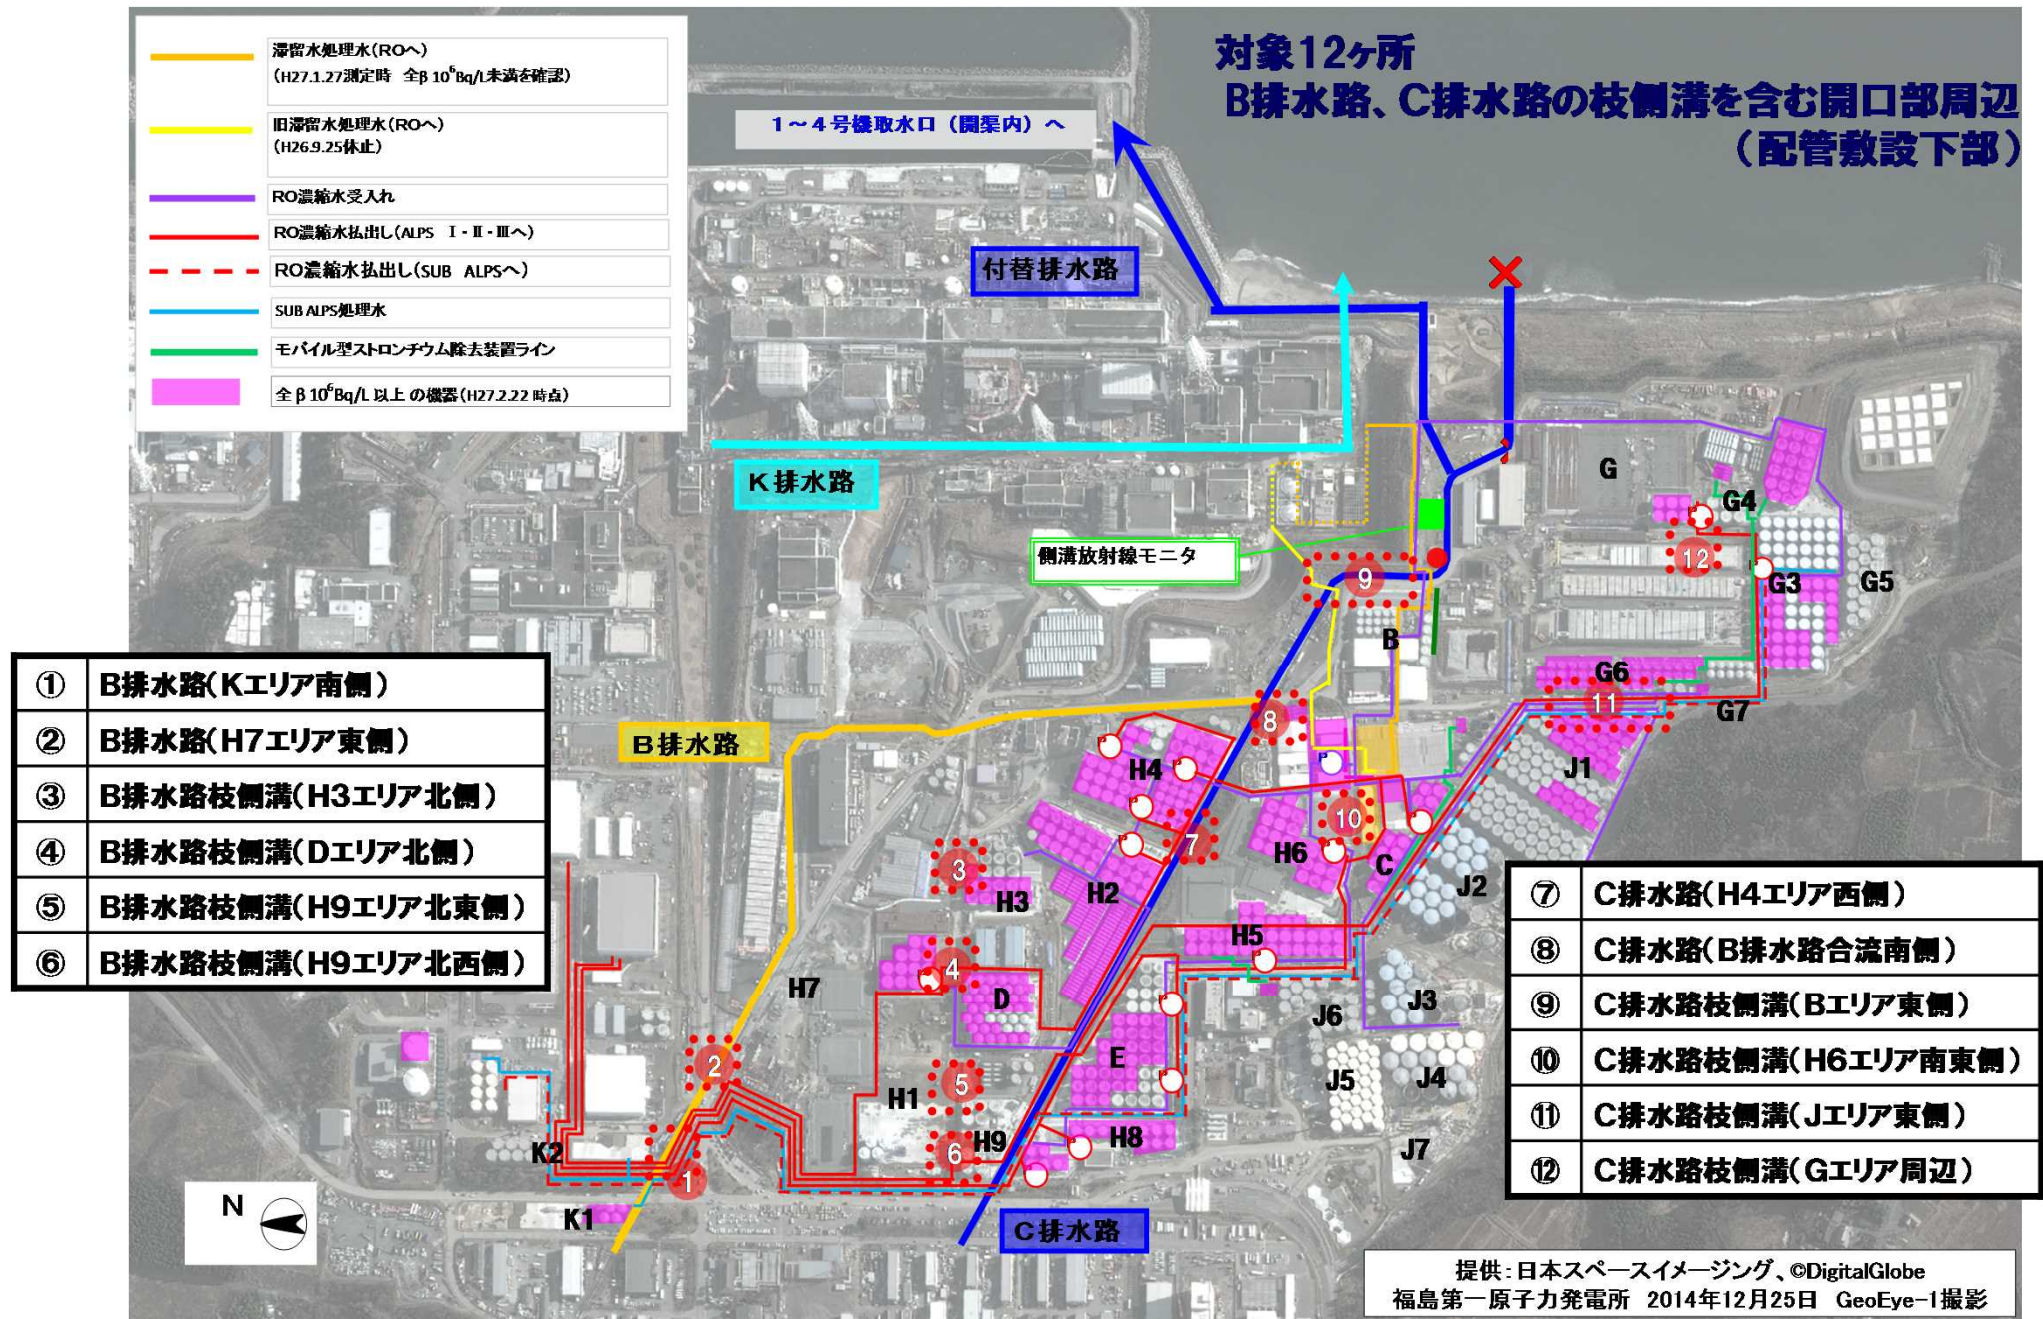 滞留水処理水(ROへ)
(H27.1.27測定時 全β 10⁶Bq/L未満を確認)
旧滞留水処理水(ROへ)
(H26.9.25休止)
RO濃縮水受入れ
RO濃縮水払出し(ALPS Ⅰ・Ⅱ・Ⅲへ)
RO濃縮水払出し(SUB ALPSへ)
SUB ALPS処理水
モバイル型ストロンチウム除去装置ライン
全β 10⁶Bq/L 以上 の機器(H27.2.22 時点)
対象12ヶ所
B排水路、C排水路の枝側溝を含む開口部周辺
(配管敷設下部)
1～4号機取水口(開渠内)へ
付替排水路
K排水路
側溝放射線モニタ
B排水路
C排水路
G
G4
G3
G5
G6
G7
B
H4
H2
H3
H6
C
H5
H7
D
E
H1
H9
H8
J1
J2
J3
J6
J5
J4
J7
K2
K1
1
2
3
4
5
6
7
8
9
10
11
12
P
① B排水路(Kエリア南側)
② B排水路(H7エリア東側)
③ B排水路枝側溝(H3エリア北側)
④ B排水路枝側溝(Dエリア北側)
⑤ B排水路枝側溝(H9エリア北東側)
⑥ B排水路枝側溝(H9エリア北西側)
⑦ C排水路(H4エリア西側)
⑧ C排水路(B排水路合流南側)
⑨ C排水路枝側溝(Bエリア東側)
⑩ C排水路枝側溝(H6エリア南東側)
⑪ C排水路枝側溝(Jエリア東側)
⑫ C排水路枝側溝(Gエリア周辺)
N
提供:日本スペースイメージング、©DigitalGlobe
福島第一原子力発電所 2014年12月25日 GeoEye-1撮影